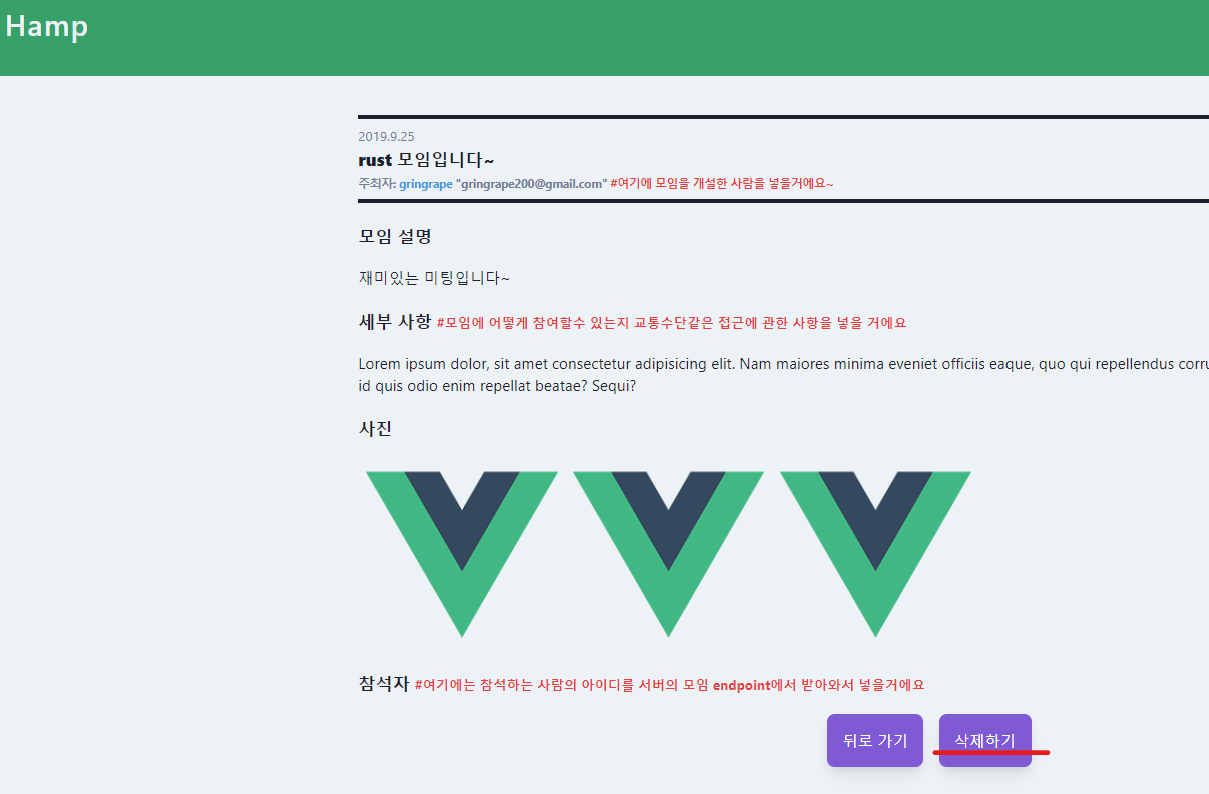 Hamp
2019.9.25
rust 모임입니다~
주최자: gringrape "gringrape200@gmail.com" #여기에 모임을 개설한 사람을 넣을거에요~
모임 설명
재미있는 미팅입니다~
세부 사항 #모임에 어떻게 참여할수 있는지 교통수단같은 접근에 관한 사항을 넣을 거에요
Lorem ipsum dolor, sit amet consectetur adipisicing elit. Nam maiores minima eveniet officiis eaque, quo qui repellendus corru
id quis odio enim repellat beatae? Sequi?
사진
참석자 #여기에는 참석하는 사람의 아이디를 서버의 모임 endpoint에서 받아와서 넣을거에요
뒤로 가기 삭제하기